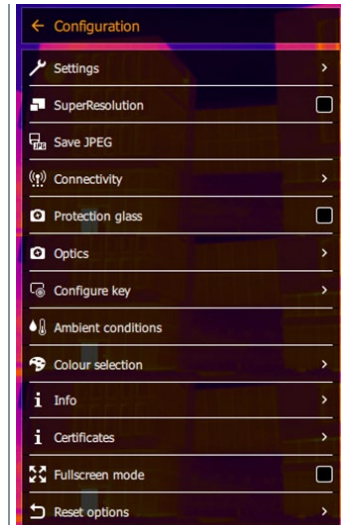 Configuration
Settings
SuperResolution
Save JPEG
Connectivity
Protection glass
Optics
Configure key
Ambient conditions
Colour selection
Info
Certificates
Fullscreen mode
Reset options